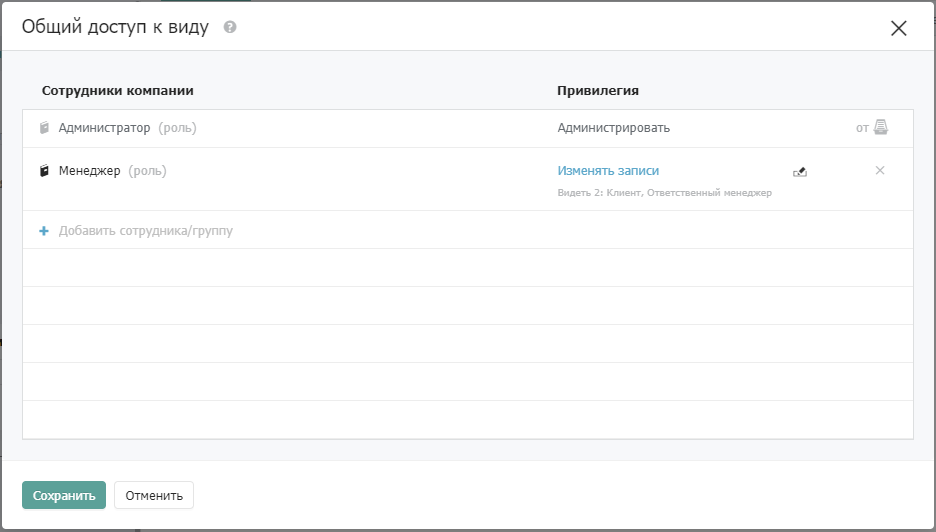 Общий доступ к виду ?
Сотрудники компании Привилегия
Администратор (роль) Администрировать от
Менеджер (роль) Изменять записи
Видеть 2: Клиент, Ответственный менеджер
+ Добавить сотрудника/группу
Сохранить Отменить